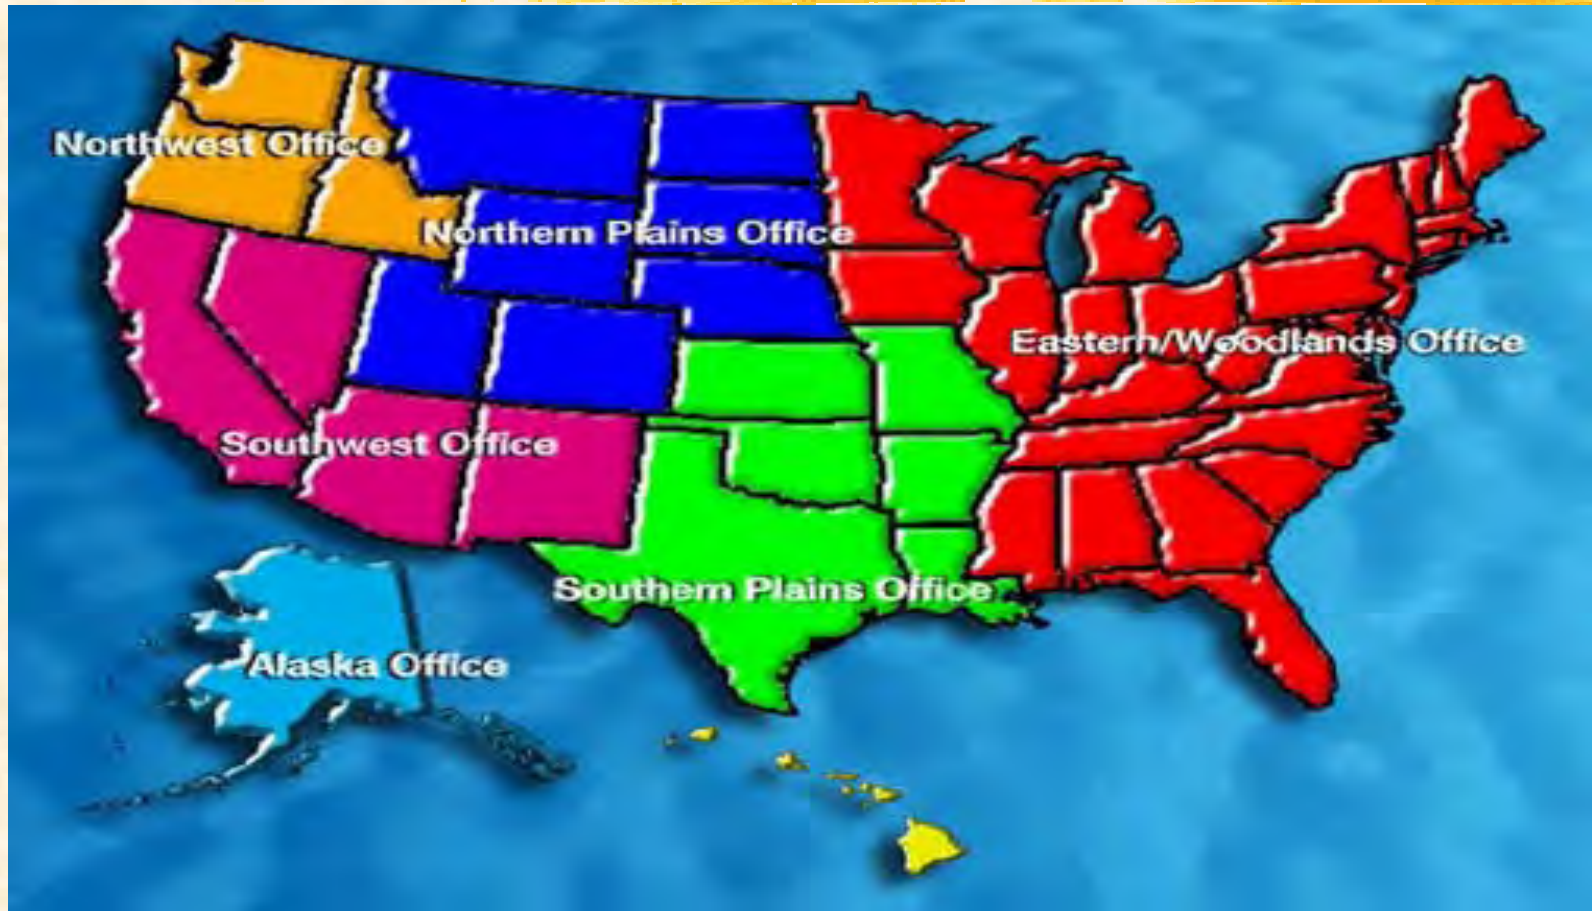 Northwest Office
Northern Plains Office
Eastern/Woodlands Office
Southwest Office
Southern Plains Office
Alaska Office